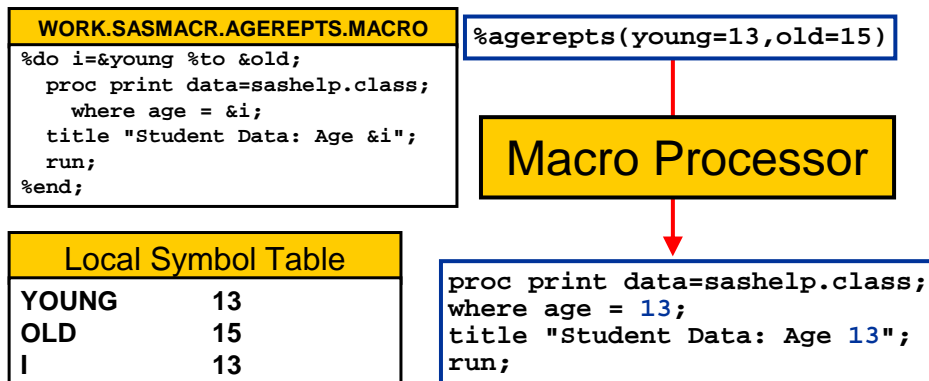 WORK.SASMACR.AGEREPTS.MACRO
%do i=&young %to &old;
proc print data=sashelp.class;
where age = &i;
title "Student Data: Age &i";
run;
%end;
%agerepts(young=13,old=15)
Macro Processor
Local Symbol Table
YOUNG 13
OLD 15
I 13
proc print data=sashelp.class;
where age = 13;
title "Student Data: Age 13";
run;